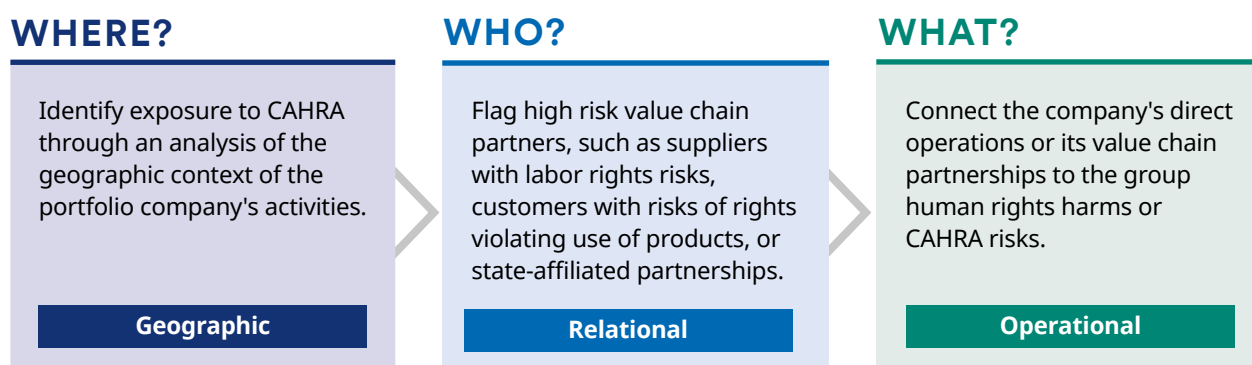 WHERE?
Identify exposure to CAHRA
through an analysis of the
geographic context of the
portfolio company's activities.
Geographic
WHO?
Flag high risk value chain
partners, such as suppliers
with labor rights risks,
customers with risks of rights
violating use of products, or
state-affiliated partnerships.
Relational
WHAT?
Connect the company's direct
operations or its value chain
partnerships to the group
human rights harms or
CAHRA risks.
Operational